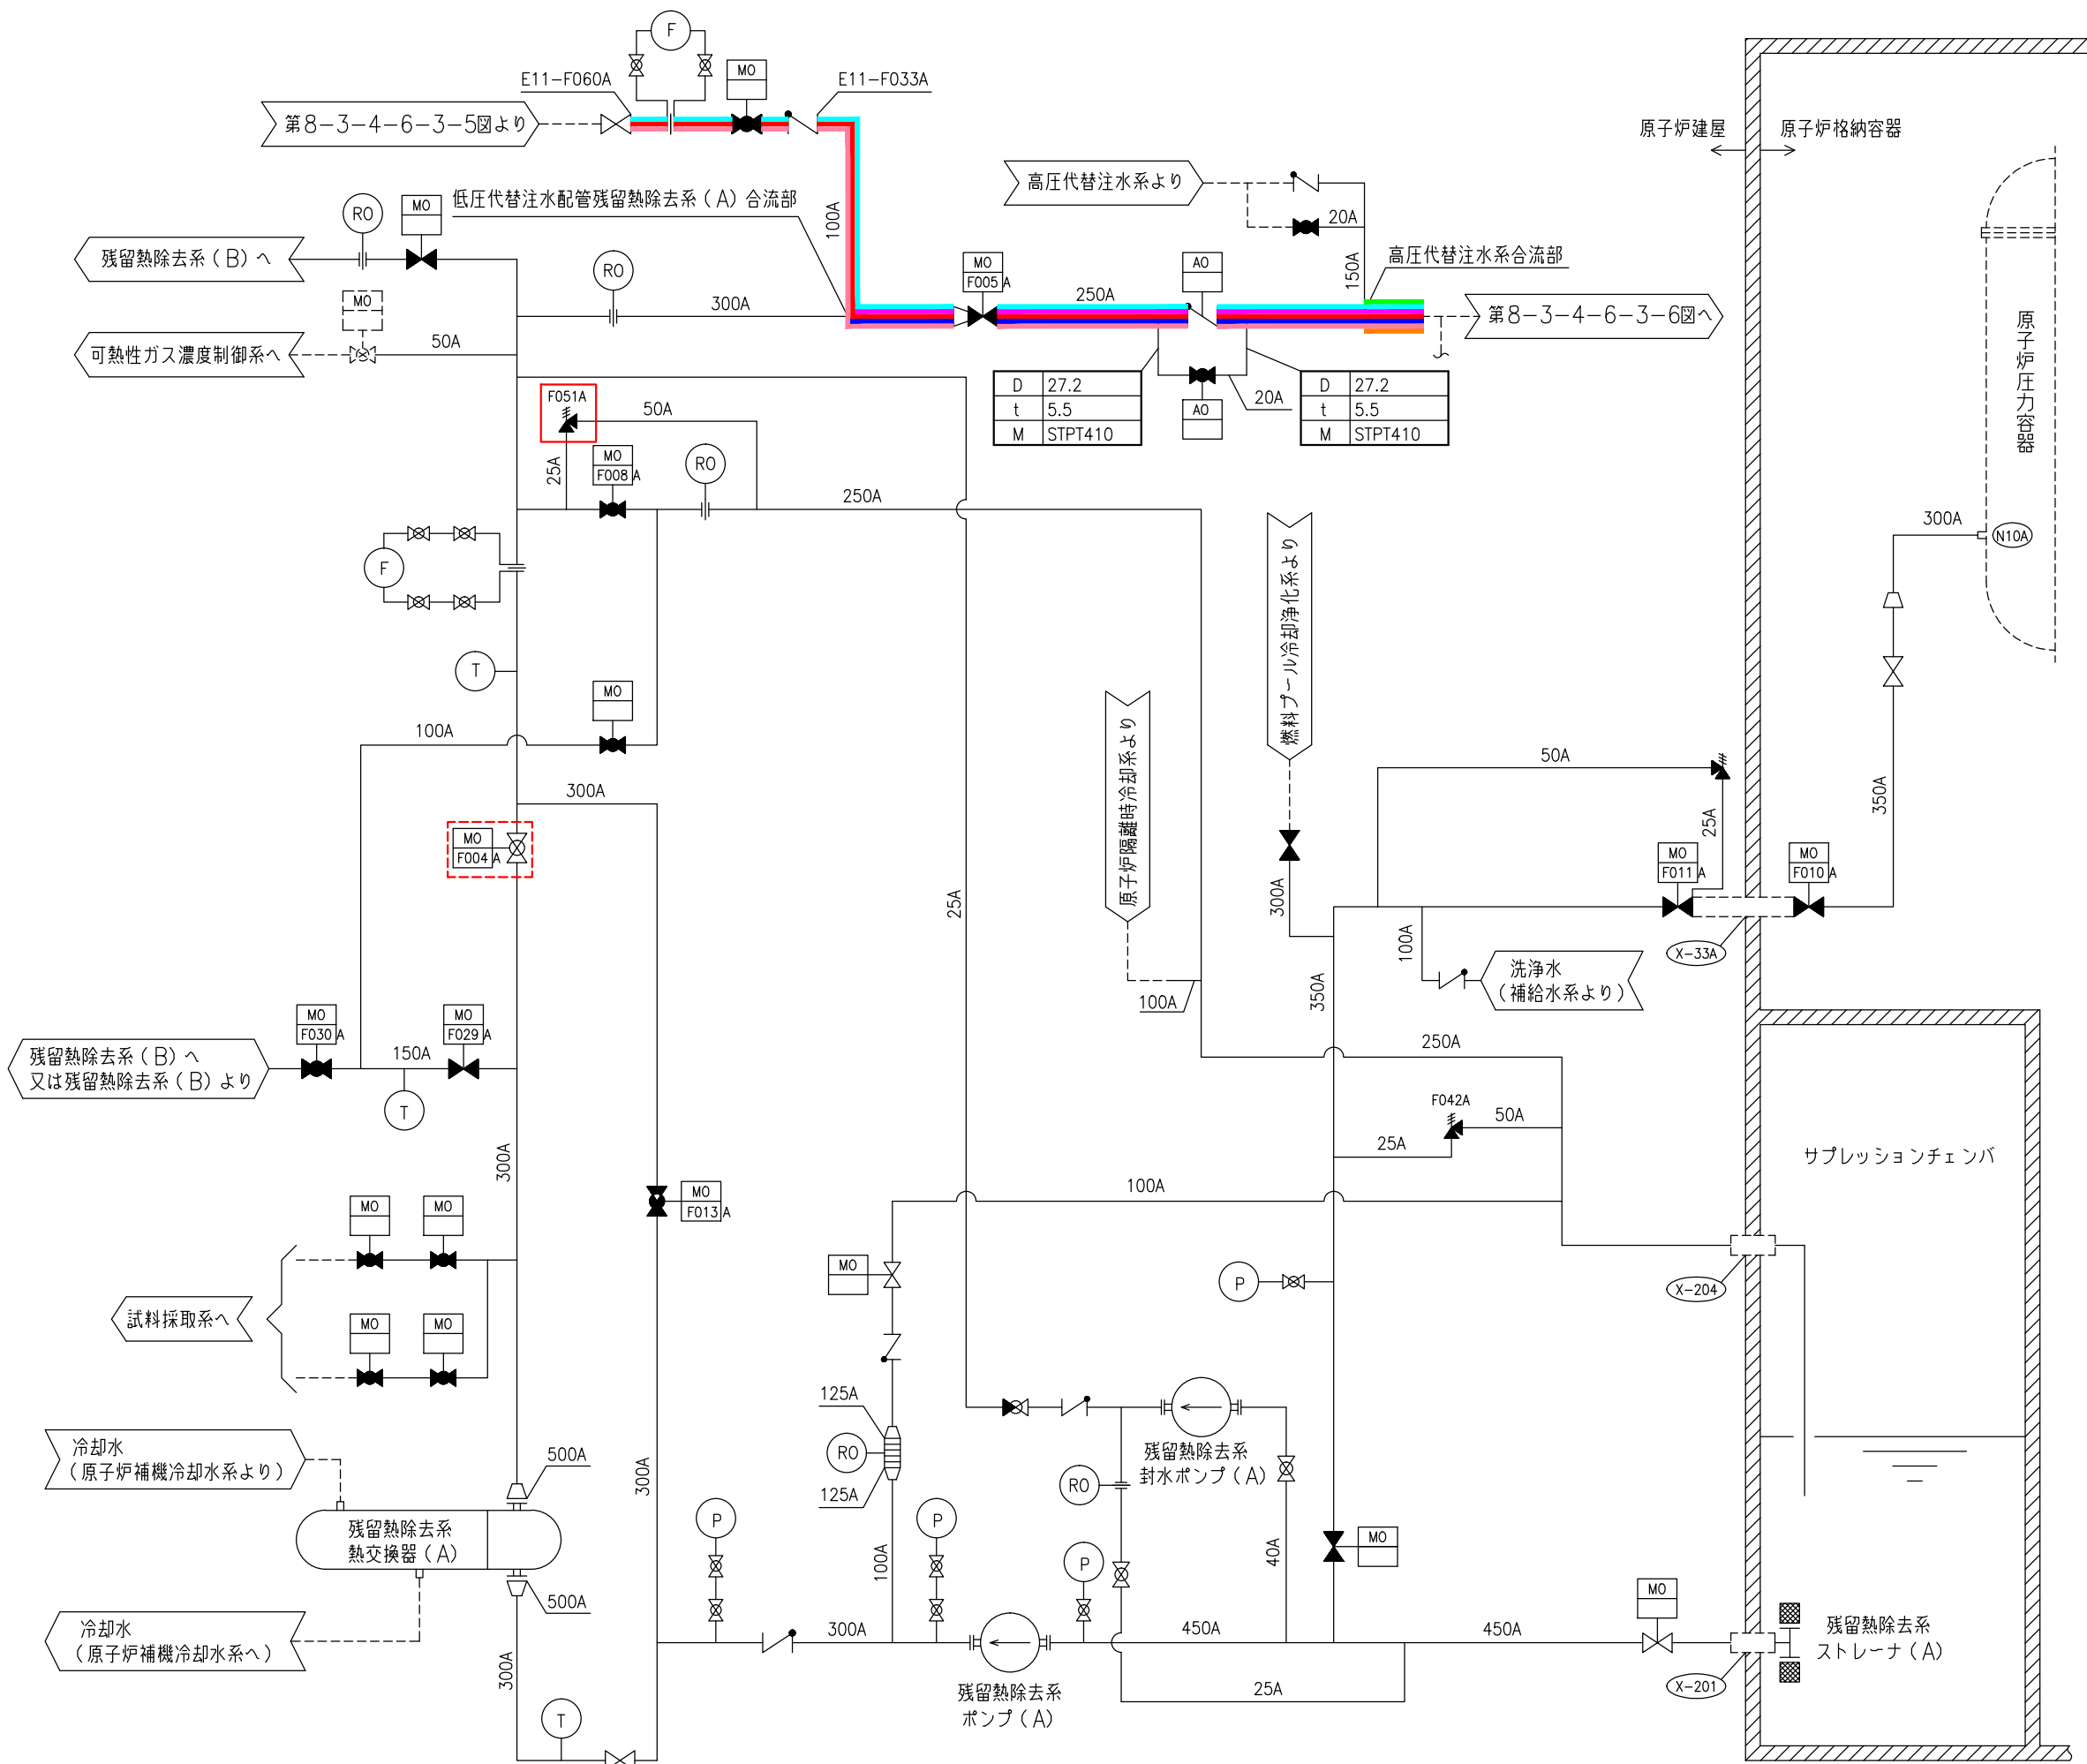 F
MO
E11-F060A
E11-F033A
第8-3-4-6-3-5図より
原子炉建屋
原子炉格納容器
高圧代替注水系より
低圧代替注水配管残留熱除去系(A)合流部
100A
20A
150A
高圧代替注水系合流部
RO
MO
残留熱除去系(B)へ
RO
MO
F005A
AO
250A
MO
300A
第8-3-4-6-3-6図へ
可熱性ガス濃度制御系へ
50A
原子炉圧力容器
D 27.2
t 5.5
M STPT410
AO
20A
D 27.2
t 5.5
M STPT410
F051A
50A
25A
MO
F008A
RO
250A
F
300A
N10A
燃料プール冷却浄化系より
T
MO
100A
原子炉隔離時冷却系より
50A
25A
350A
300A
MO
F004A
MO
F011A
MO
F010A
25A
300A
100A
X-33A
洗浄水
(補給水系より)
350A
100A
MO
F030A
MO
F029A
150A
残留熱除去系(B)へ
又は残留熱除去系(B)より
T
250A
F042A
50A
25A
300A
サプレッションチェンバ
100A
MO
F013A
MO
MO
MO
P
X-204
試料採取系へ
MO
MO
125A
RO
125A
残留熱除去系
封水ポンプ(A)
冷却水
(原子炉補機冷却水系より)
500A
300A
RO
P
P
P
残留熱除去系
熱交換器(A)
100A
40A
MO
500A
MO
冷却水
(原子炉補機冷却水系へ)
300A
300A
450A
450A
残留熱除去系
ストレーナ(A)
25A
X-201
残留熱除去系
ポンプ(A)
T